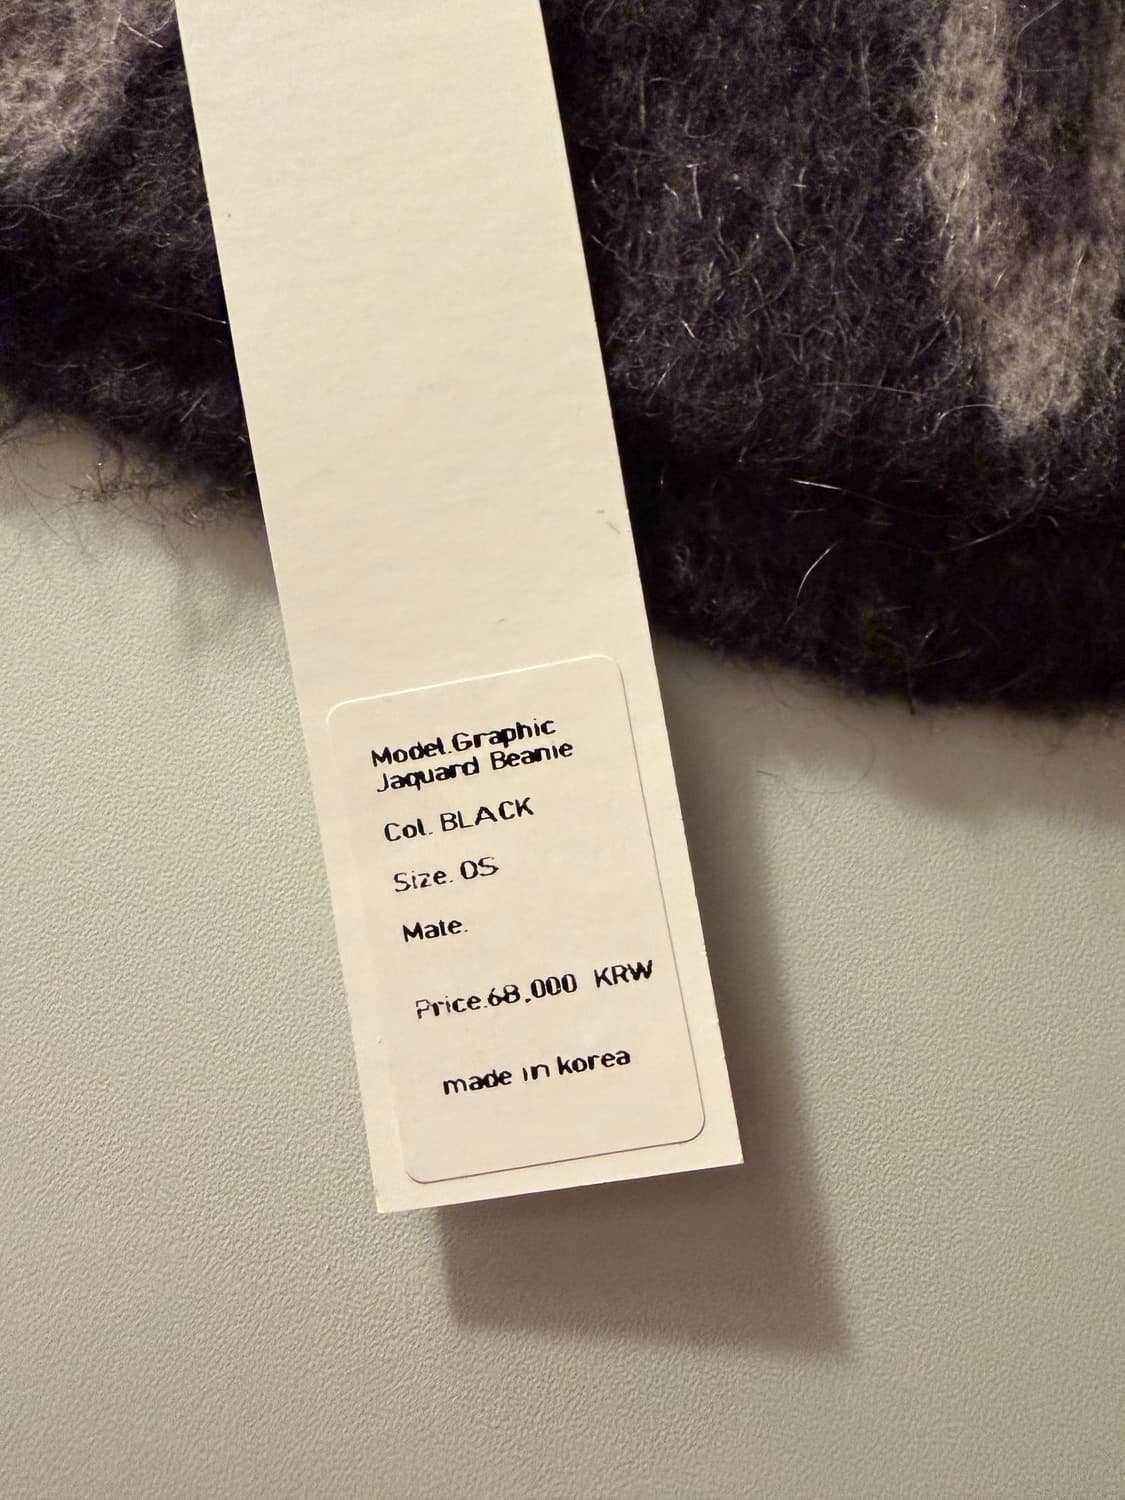 Model.Graphic
Jaquard Beanie
Col. BLACK
Size. OS
Mate.
Price.68,000 KRW
made in korea